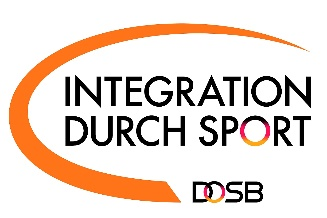 INTEGRATION
DURCH SPORT
DOSB